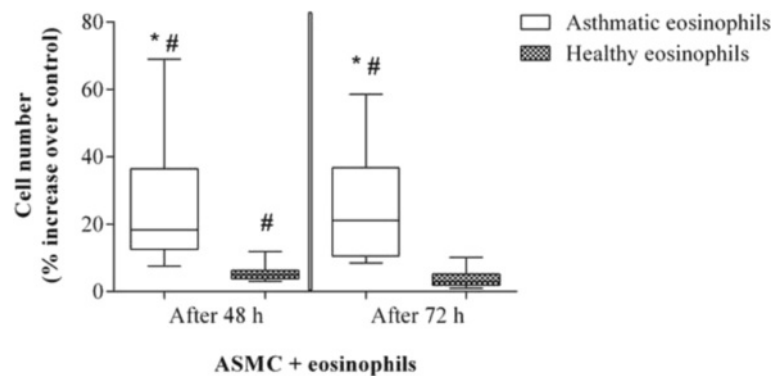 80
60
40
20
0
Cell number
(% increase over control)
* #
#
* #
Asthmatic eosinophils
Healthy eosinophils
After 48 h
After 72 h
ASMC + eosinophils